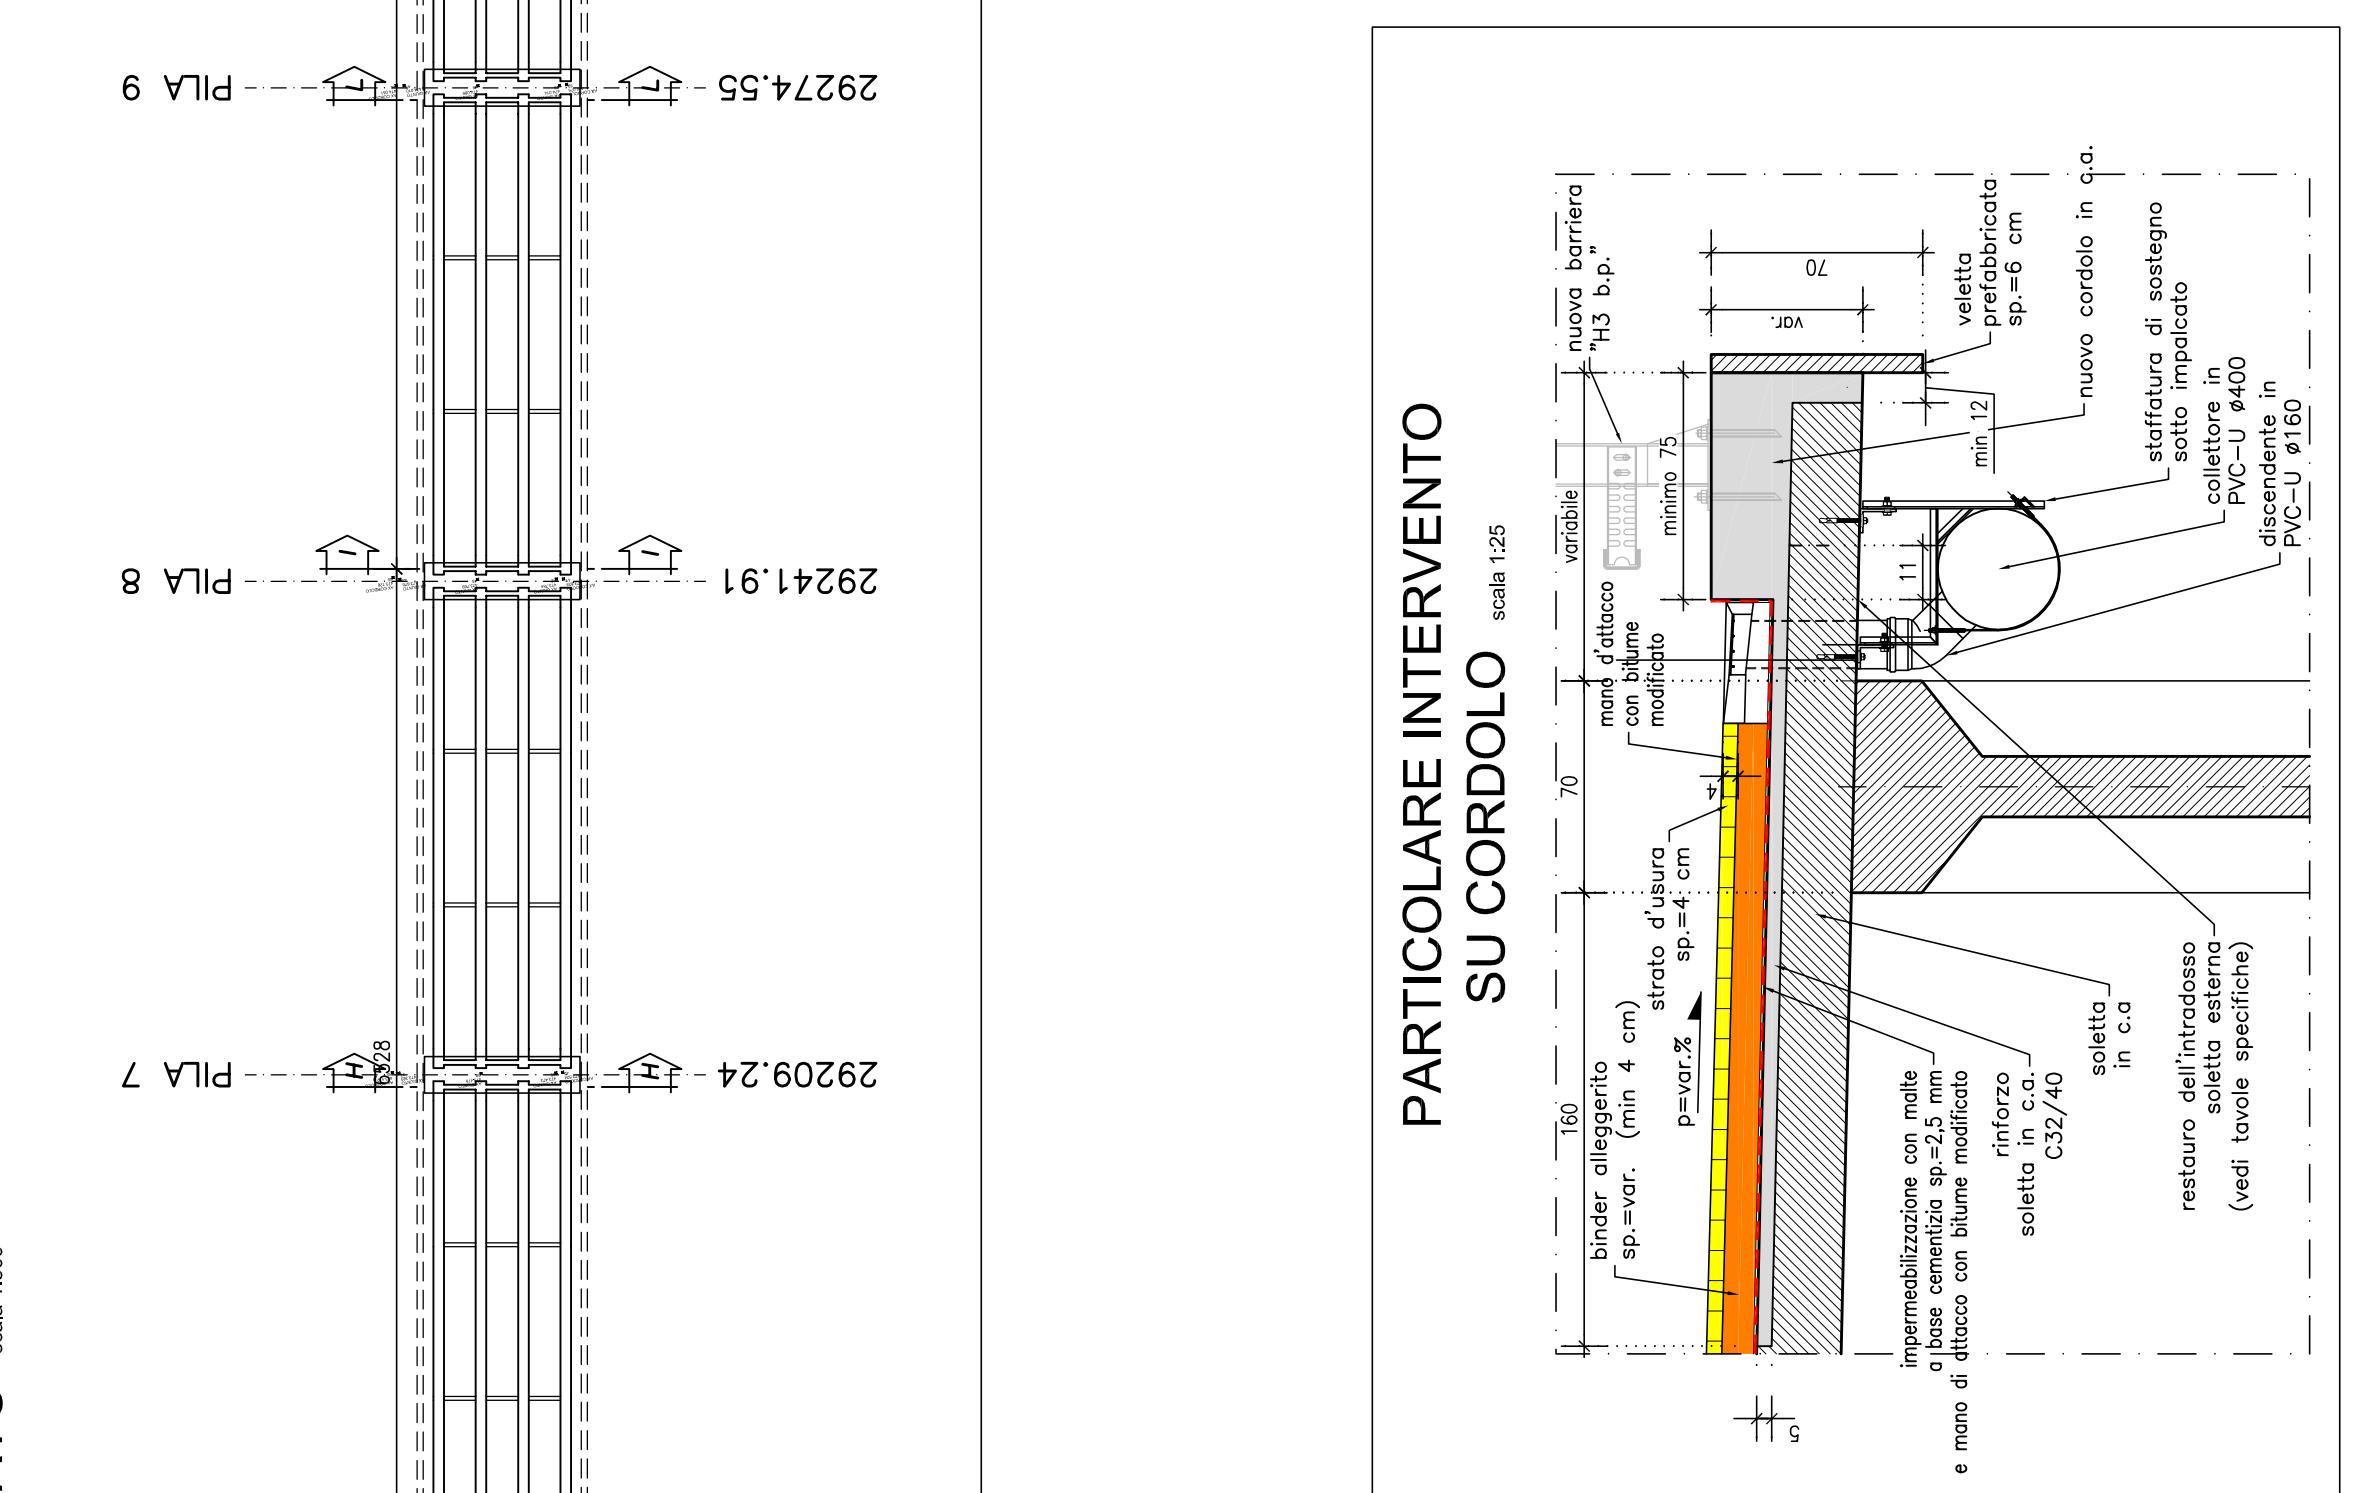 PILA 9
L
L
29274.55
PILA 8
I
I
29241.91
PILA 7
H
H
6528
29209.24
PARTICOLARE INTERVENTO
SU CORDOLO scala 1:25
160
70
variabile
nuova barriera
"H3 b.p."
binder alleggerito
sp.=var. (min 4 cm)
mano d'attacco
con bitume
modificato
strato d'usura
sp.=4 cm
minimo 75
p=var.%
4
var.
70
5
11
min 12
veletta
prefabbricata
sp.=6 cm
nuovo cordolo in c.a.
staffatura di sostegno
sotto impalcato
collettore in
PVC-U ø400
discendente in
PVC-U ø160
impermeabilizzazione con malte
a base cementizia sp.=2,5 mm
e mano di attacco con bitume modificato
rinforzo
soletta in c.a.
C32/40
soletta
in c.a
restauro dell'intradosso
soletta esterna
(vedi tavole specifiche)